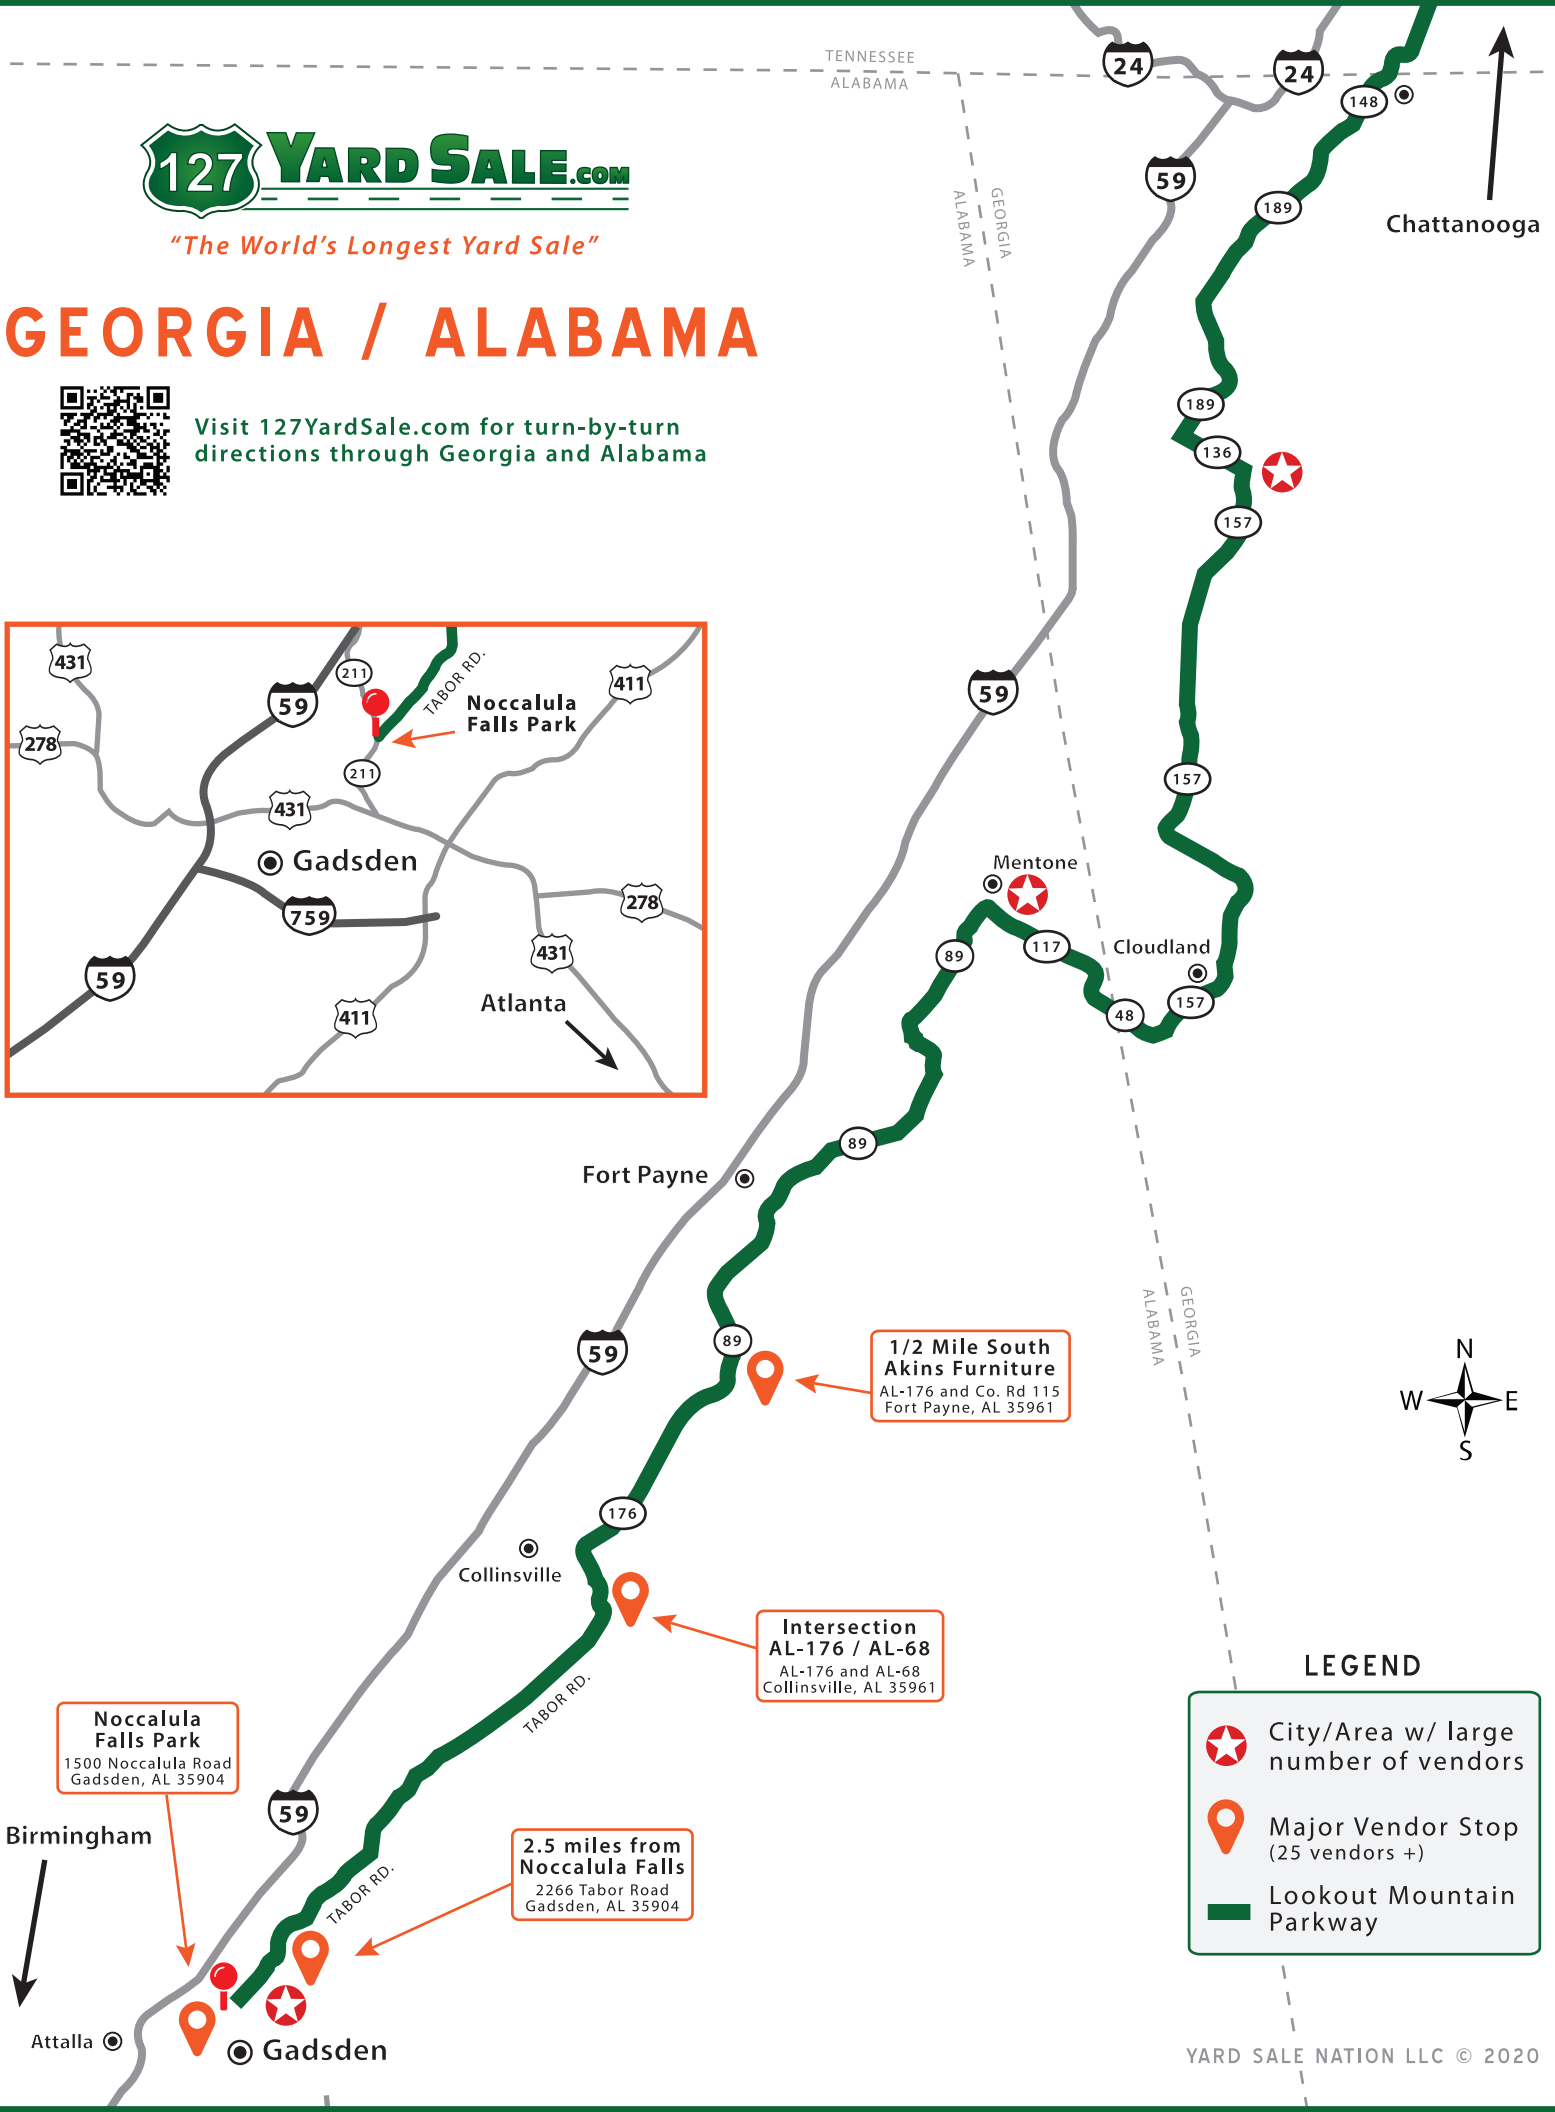 TENNESSEE
ALABAMA
24
24
148
127 YARD SALE.COM
"The World's Longest Yard Sale"
59
189
GEORGIA
ALABAMA
Chattanooga
GEORGIA / ALABAMA
Visit 127YardSale.com for turn-by-turn
directions through Georgia and Alabama
189
136
157
431
211
TABOR RD.
411
59
Noccalula
Falls Park
278
211
431
Gadsden
759
278
431
59
Atlanta
411
59
157
Mentone
89
117
Cloudland
157
48
89
Fort Payne
GEORGIA
ALABAMA
59
89
1/2 Mile South
Akins Furniture
AL-176 and Co. Rd 115
Fort Payne, AL 35961
N
W
E
S
176
Collinsville
Intersection
AL-176 / AL-68
AL-176 and AL-68
Collinsville, AL 35961
TABOR RD.
LEGEND
City/Area w/ large
number of vendors
Major Vendor Stop
(25 vendors +)
Lookout Mountain
Parkway
Noccalula
Falls Park
1500 Noccalula Road
Gadsden, AL 35904
59
Birmingham
2.5 miles from
Noccalula Falls
2266 Tabor Road
Gadsden, AL 35904
TABOR RD.
Attalla
Gadsden
YARD SALE NATION LLC © 2020